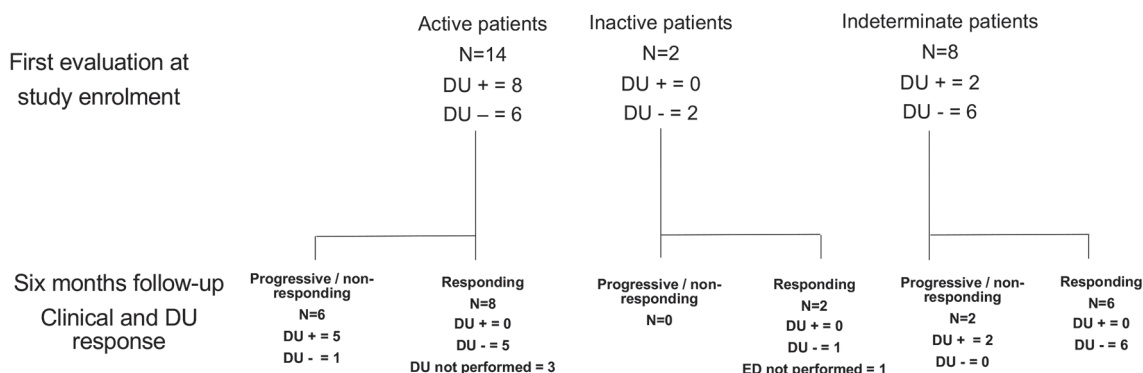 First evaluation at
study enrolment
Active patients
N=14
DU + = 8
DU – = 6
Inactive patients
N=2
DU + = 0
DU - = 2
Indeterminate patients
N=8
DU + = 2
DU - = 6
Six months follow-up
Clinical and DU
response
Progressive / non-
responding
N=6
DU + = 5
DU - = 1
Responding
N=8
DU + = 0
DU - = 5
DU not performed = 3
Progressive / non-
responding
N=0
Responding
N=2
DU + = 0
DU - = 1
ED not performed = 1
Progressive / non-
responding
N=2
DU + = 2
DU - = 0
Responding
N=6
DU + = 0
DU - = 6